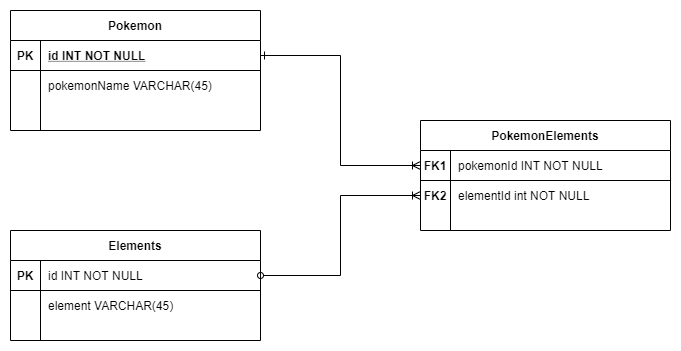 Pokemon
PK id INT NOT NULL
pokemonName VARCHAR(45)
PokemonElements
FK1 pokemonId INT NOT NULL
FK2 elementId int NOT NULL
Elements
PK id INT NOT NULL
element VARCHAR(45)